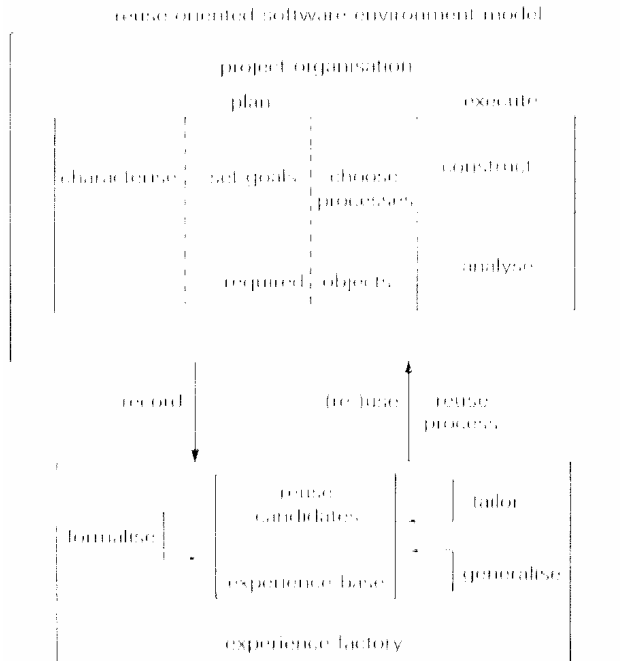 reuse oriented software environment model
project organisation
plan
execute
characterise
set goals
choose
processes
construct
required objects
analyse
record
(re-)use
reuse
process
reuse
candidates
tailor
formalise
experience base
generalise
experience factory